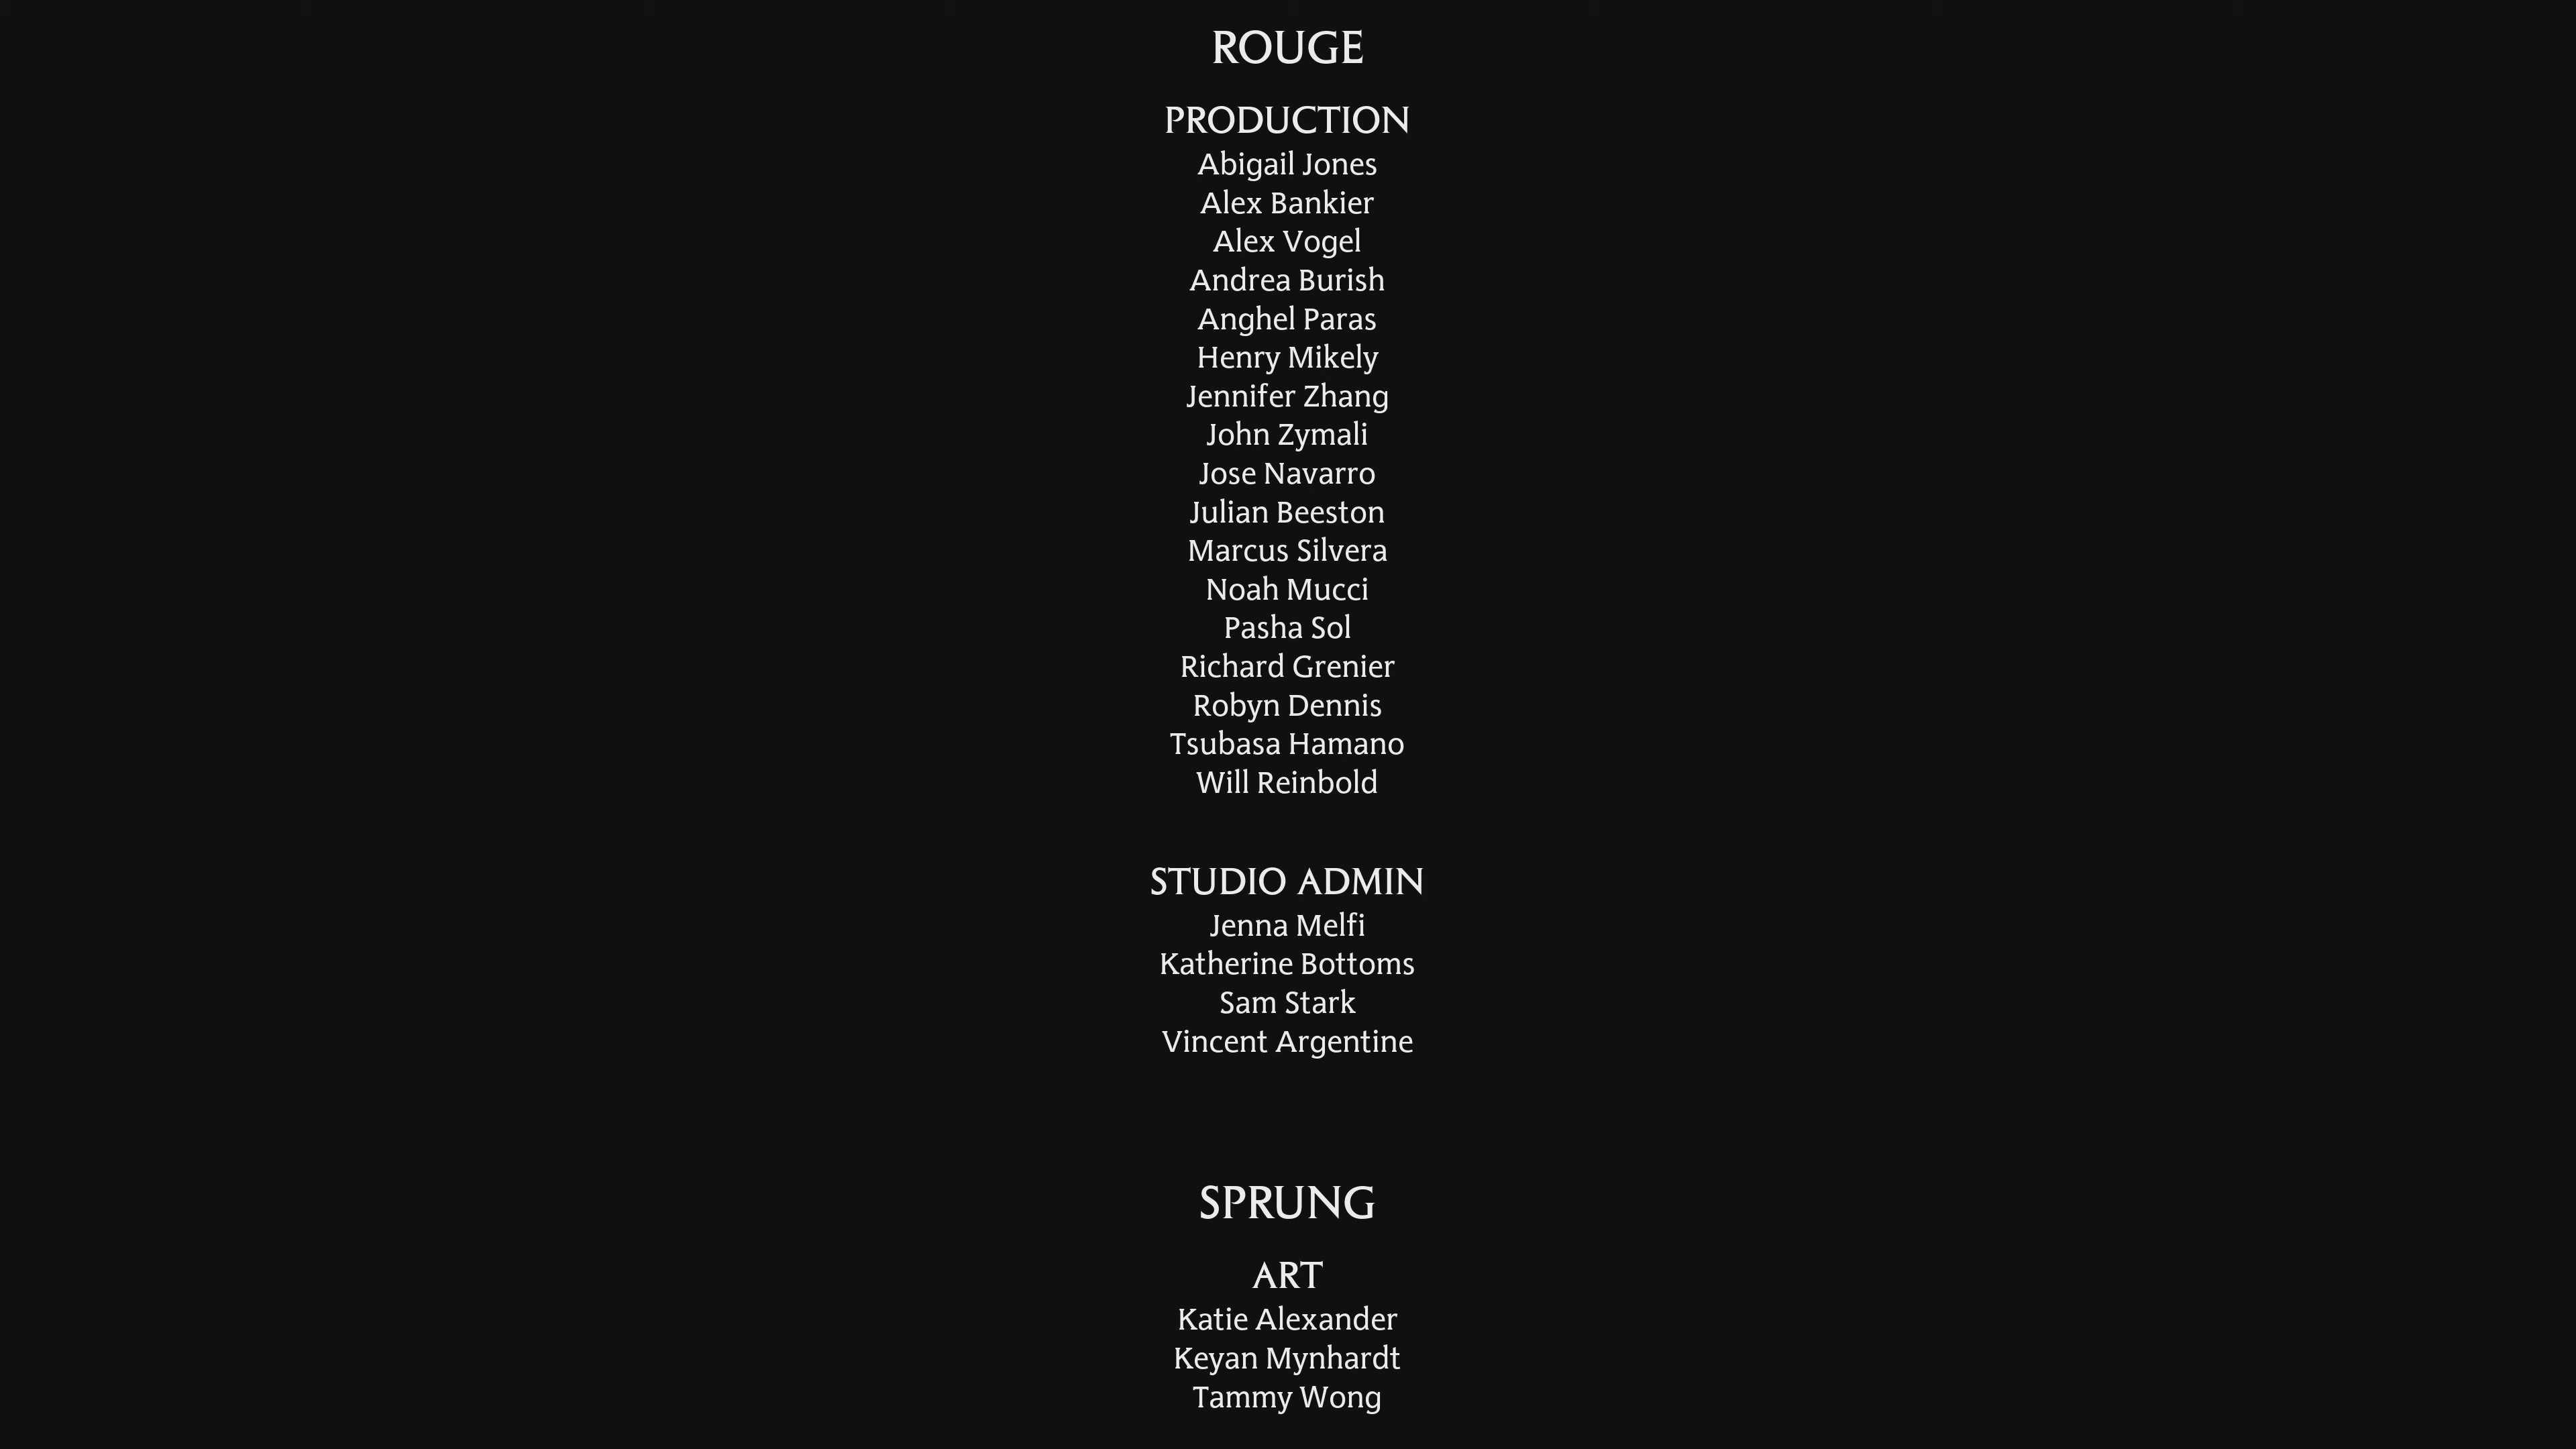 ROUGE
PRODUCTION
Abigail Jones
Alex Bankier
Alex Vogel
Andrea Burish
Anghel Paras
Henry Mikely
Jennifer Zhang
John Zymali
Jose Navarro
Julian Beeston
Marcus Silvera
Noah Mucci
Pasha Sol
Richard Grenier
Robyn Dennis
Tsubasa Hamano
Will Reinbold
STUDIO ADMIN
Jenna Melfi
Katherine Bottoms
Sam Stark
Vincent Argentine
SPRUNG
ART
Katie Alexander
Keyan Mynhardt
Tammy Wong